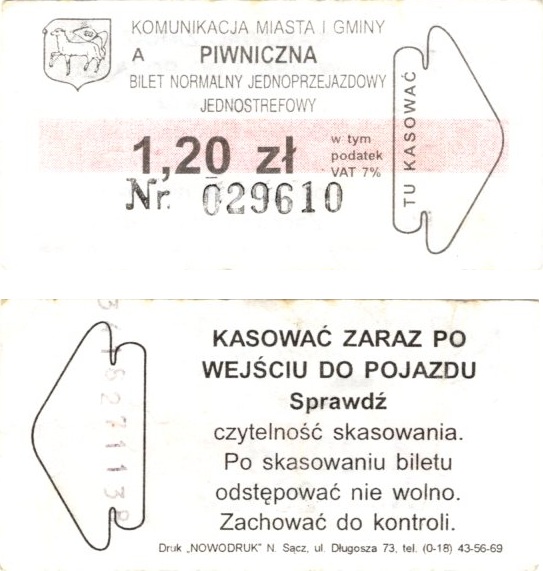 KOMUNIKACJA MIASTA I GMINY
A PIWNICZNA
BILET NORMALNY JEDNOPRZEJAZDOWY
JEDNOSTREFOWY
1,20 zł
w tym
podatek
VAT 7%
Nr. 029610
TU KASOWAĆ
KASOWAĆ ZARAZ PO
WEJŚCIU DO POJAZDU
Sprawdź
czytelność skasowania.
Po skasowaniu biletu
odstępować nie wolno.
Zachować do kontroli.
Druk „NOWODRUK" N. Sącz, ul. Długosza 73, tel. (0-18) 43-56-69